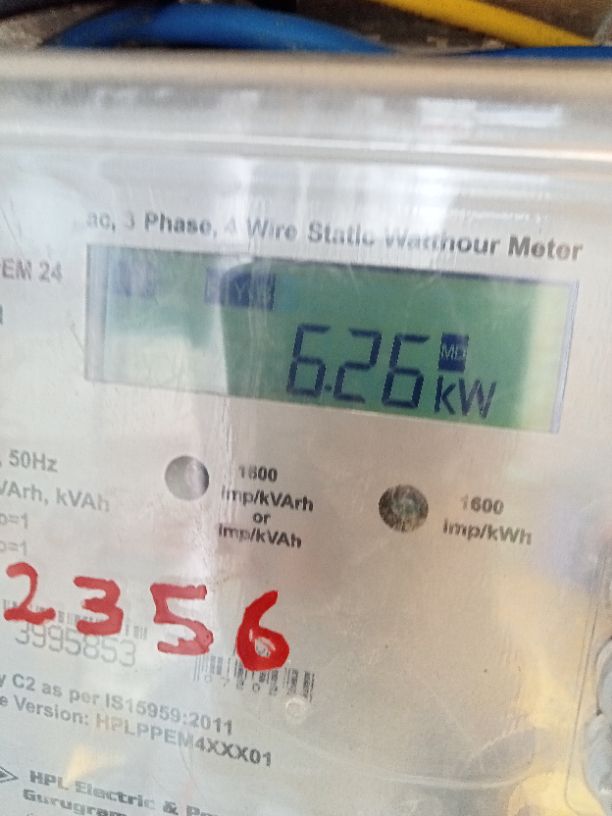 ac, 3 Phase, 4 Wire Static Watthour Meter
EM 24
6.26 MD kW
, 50Hz
VArh, kVAh
1600
imp/kVArh
or
imp/kVAh
1600
imp/kWh
=1
=1
2356
3995853
y C2 as per IS15959:2011
e Version: HPLPPEM4XXX01
HPL Electric &
Gurugram